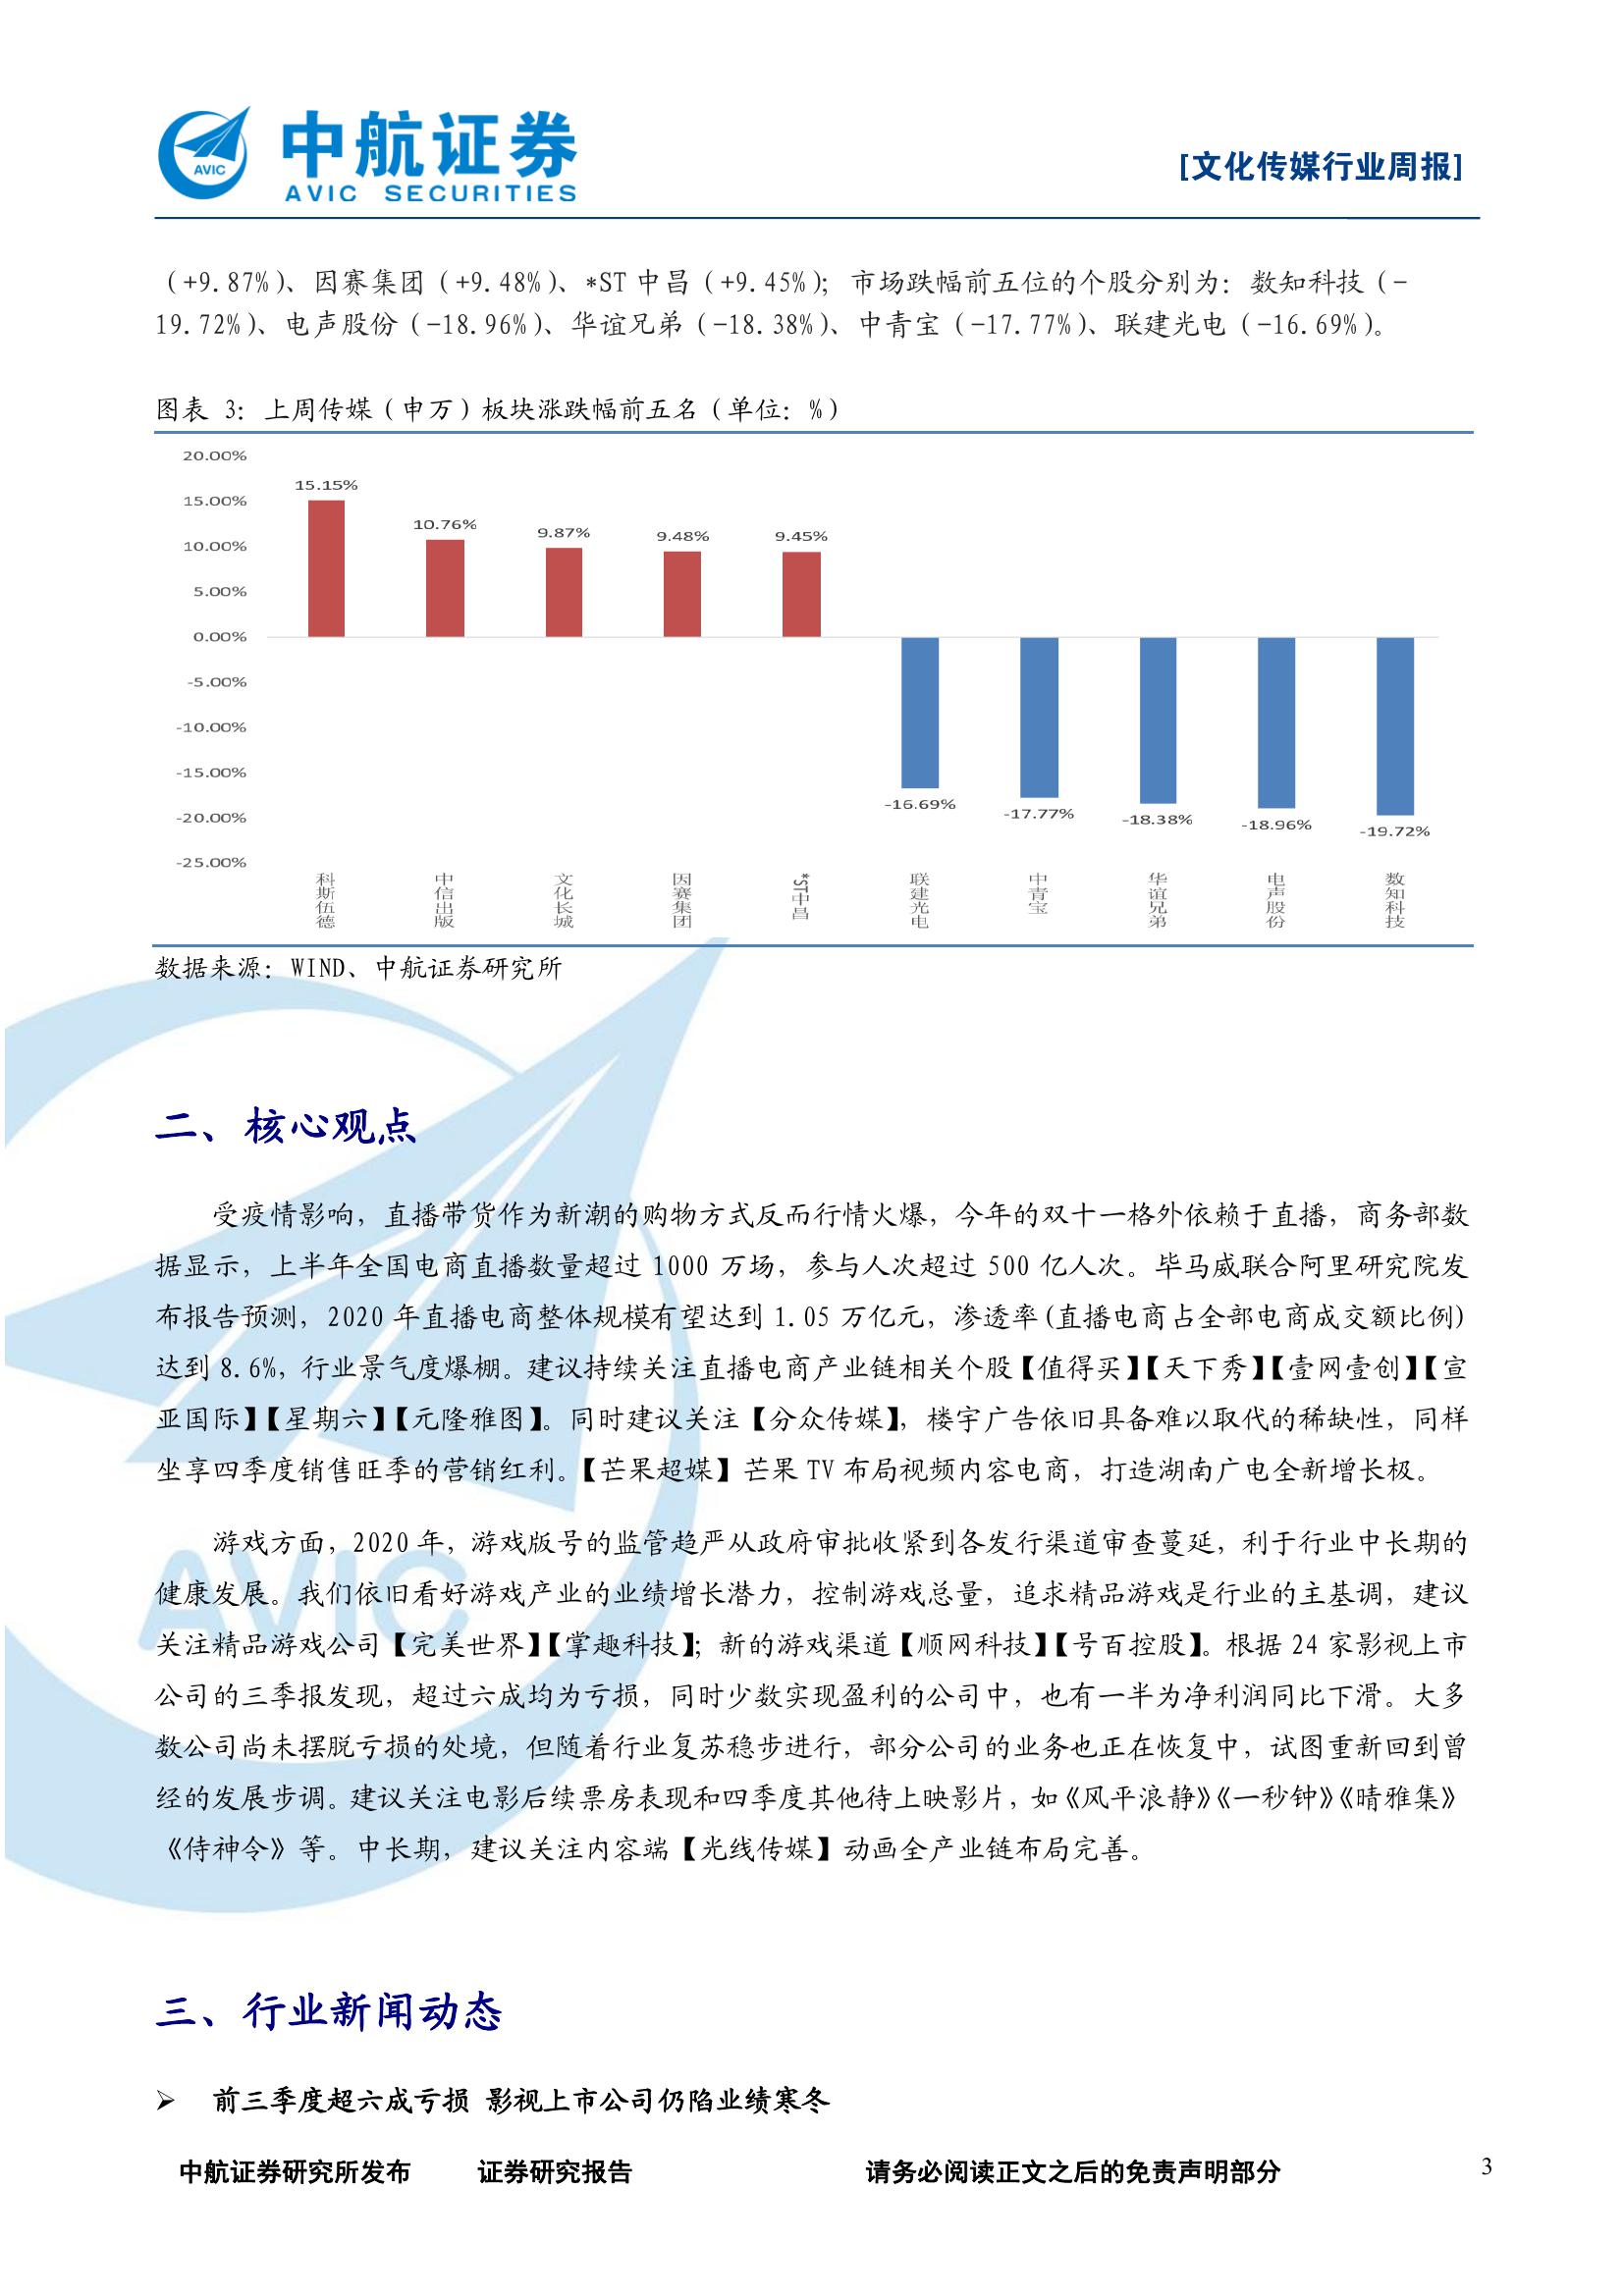 中航证券
AVIC SECURITIES
AVIC
[文化传媒行业周报]
（+9.87%）、因赛集团（+9.48%）、*ST 中昌（+9.45%）；市场跌幅前五位的个股分别为：数知科技（-
19.72%）、电声股份（-18.96%）、华谊兄弟（-18.38%）、中青宝（-17.77%）、联建光电（-16.69%）。
图表 3：上周传媒（申万）板块涨跌幅前五名（单位：%）
20.00%
15.00%
10.00%
5.00%
0.00%
-5.00%
-10.00%
-15.00%
-20.00%
-25.00%
15.15%
10.76%
9.87%
9.48%
9.45%
-16.69%
-17.77%
-18.38%
-18.96%
-19.72%
科斯伍德
中信出版
文化长城
因赛集团
*ST中昌
联建光电
中青宝
华谊兄弟
电声股份
数知科技
数据来源：WIND、中航证券研究所
二、核心观点
受疫情影响，直播带货作为新潮的购物方式反而行情火爆，今年的双十一格外依赖于直播，商务部数
据显示，上半年全国电商直播数量超过 1000 万场，参与人次超过 500 亿人次。毕马威联合阿里研究院发
布报告预测，2020 年直播电商整体规模有望达到 1.05 万亿元，渗透率(直播电商占全部电商成交额比例)
达到 8.6%，行业景气度爆棚。建议持续关注直播电商产业链相关个股【值得买】【天下秀】【壹网壹创】【宣
亚国际】【星期六】【元隆雅图】。同时建议关注【分众传媒】，楼宇广告依旧具备难以取代的稀缺性，同样
坐享四季度销售旺季的营销红利。【芒果超媒】芒果 TV 布局视频内容电商，打造湖南广电全新增长极。
游戏方面，2020 年，游戏版号的监管趋严从政府审批收紧到各发行渠道审查蔓延，利于行业中长期的
健康发展。我们依旧看好游戏产业的业绩增长潜力，控制游戏总量，追求精品游戏是行业的主基调，建议
关注精品游戏公司【完美世界】【掌趣科技】；新的游戏渠道【顺网科技】【号百控股】。根据 24 家影视上市
公司的三季报发现，超过六成均为亏损，同时少数实现盈利的公司中，也有一半为净利润同比下滑。大多
数公司尚未摆脱亏损的处境，但随着行业复苏稳步进行，部分公司的业务也正在恢复中，试图重新回到曾
经的发展步调。建议关注电影后续票房表现和四季度其他待上映影片，如《风平浪静》《一秒钟》《晴雅集》
《侍神令》等。中长期，建议关注内容端【光线传媒】动画全产业链布局完善。
AVIC
三、行业新闻动态
➢ 前三季度超六成亏损 影视上市公司仍陷业绩寒冬
中航证券研究所发布 证券研究报告 请务必阅读正文之后的免责声明部分 3